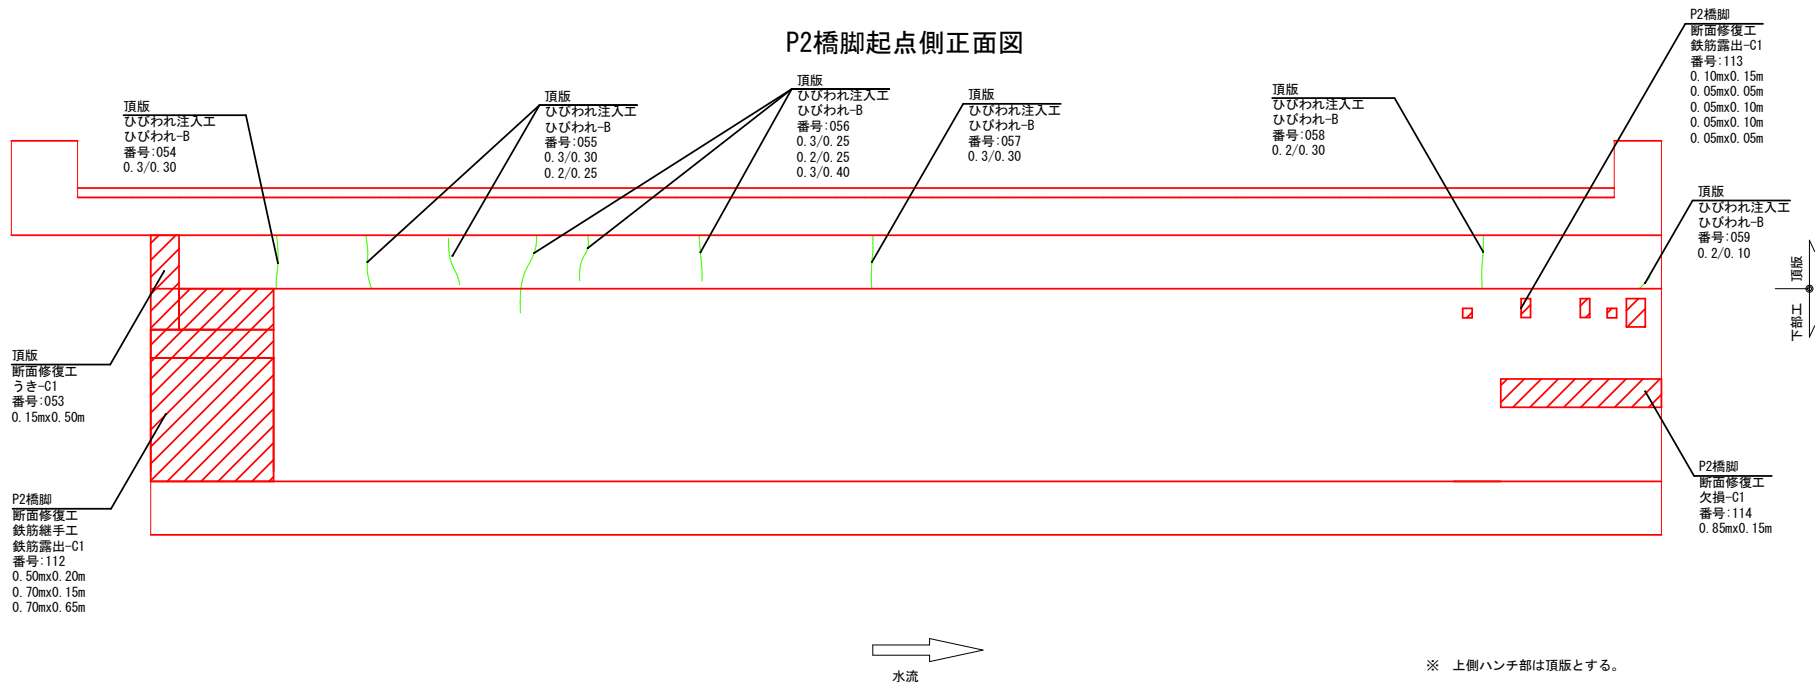 P2橋脚起点側正面図
頂版
ひびわれ注入工
ひびわれ-B
番号:054
0.3/0.30
頂版
ひびわれ注入工
ひびわれ-B
番号:055
0.3/0.30
0.2/0.25
頂版
ひびわれ注入工
ひびわれ-B
番号:056
0.3/0.25
0.2/0.25
0.3/0.40
頂版
ひびわれ注入工
ひびわれ-B
番号:057
0.3/0.30
頂版
ひびわれ注入工
ひびわれ-B
番号:058
0.2/0.30
P2橋脚
断面修復工
鉄筋露出-C1
番号:113
0.10mx0.15m
0.05mx0.05m
0.05mx0.10m
0.05mx0.10m
0.05mx0.05m
頂版
ひびわれ注入工
ひびわれ-B
番号:059
0.2/0.10
頂版
下部工
頂版
断面修復工
うき-C1
番号:053
0.15mx0.50m
P2橋脚
断面修復工
鉄筋継手工
鉄筋露出-C1
番号:112
0.50mx0.20m
0.70mx0.15m
0.70mx0.65m
P2橋脚
断面修復工
欠損-C1
番号:114
0.85mx0.15m
水流
※　上側ハンチ部は頂版とする。